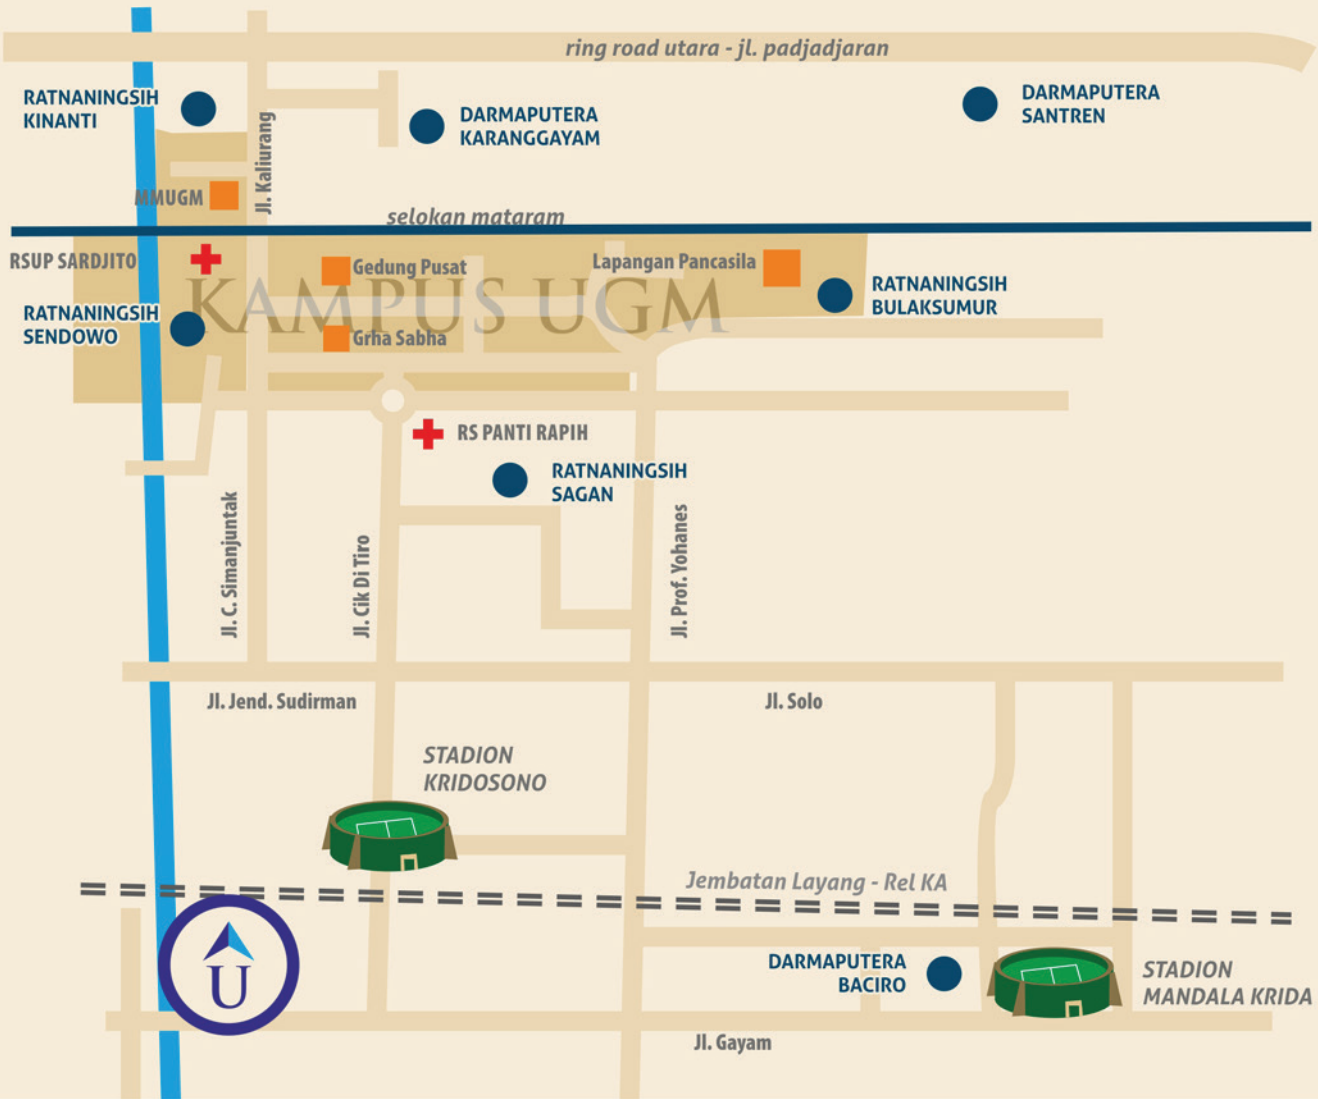 ring road utara - jl. padjadjaran
RATNANINGSIH
KINANTI
DARMAPUTERA
KARANGGAYAM
DARMAPUTERA
SANTREN
Jl. Kaliurang
MMUGM
selokan mataram
RSUP SARDJITO
Gedung Pusat
Lapangan Pancasila
KAMPUS UGM
RATNANINGSIH
BULAKSUMUR
RATNANINGSIH
SENDOWO
Grha Sabha
RS PANTI RAPIH
RATNANINGSIH
SAGAN
Jl. C. Simanjuntak
Jl. Cik Di Tiro
Jl. Prof. Yohanes
Jl. Jend. Sudirman
Jl. Solo
STADION
KRIDOSONO
Jembatan Layang - Rel KA
U
DARMAPUTERA
BACIRO
STADION
MANDALA KRIDA
Jl. Gayam